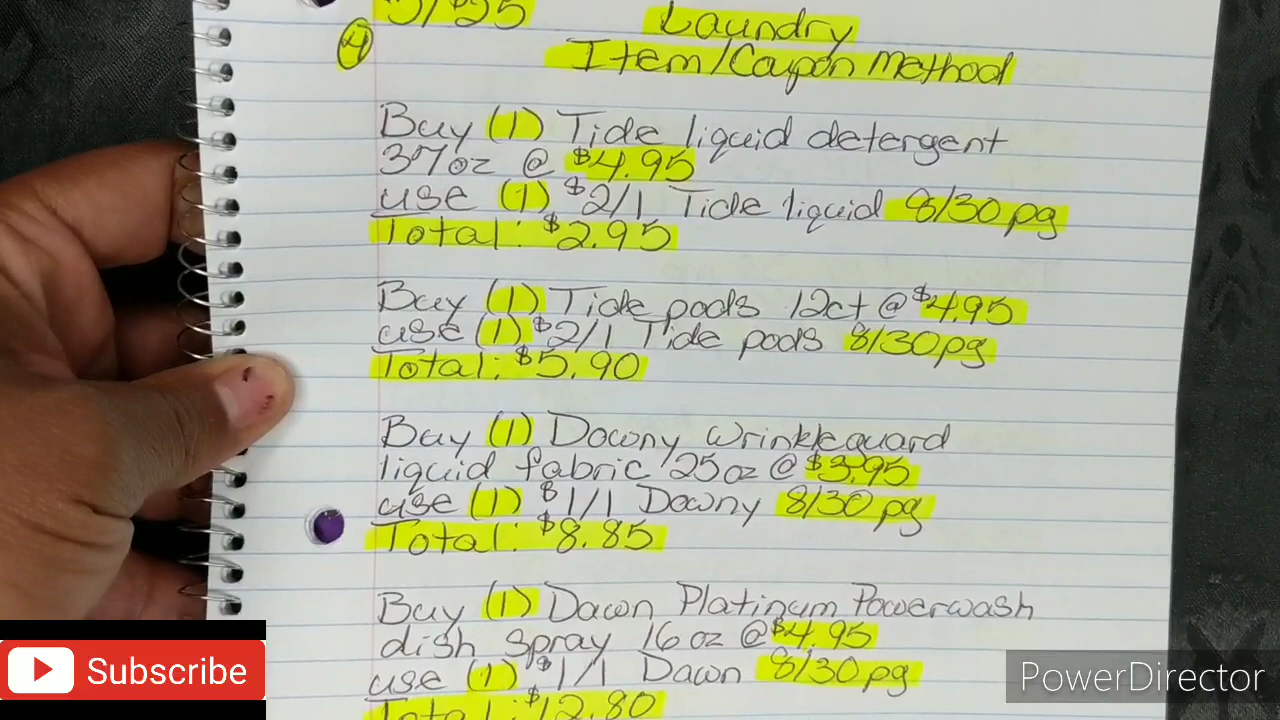 5/$25
Laundry
4
Item/Coupon Method
Buy (1) Tide liquid detergent
37oz @ $4.95
use (1) $2/1 Tide liquid 8/30 pg
Total: $2.95
Buy (1) Tide pods 12ct @ $4.95
use (1) $2/1 Tide pods 8/30 pg
Total: $5.90
Buy (1) Downy Wrinkleguard
liquid fabric 25oz @ $3.95
use (1) $1/1 Downy 8/30 pg
Total: $8.85
Buy (1) Dawn Platinum Powerwash
dish spray 16 oz @ $4.95
use (1) $1/1 Dawn 8/30 pg
Total: $12.80
Subscribe
PowerDirector